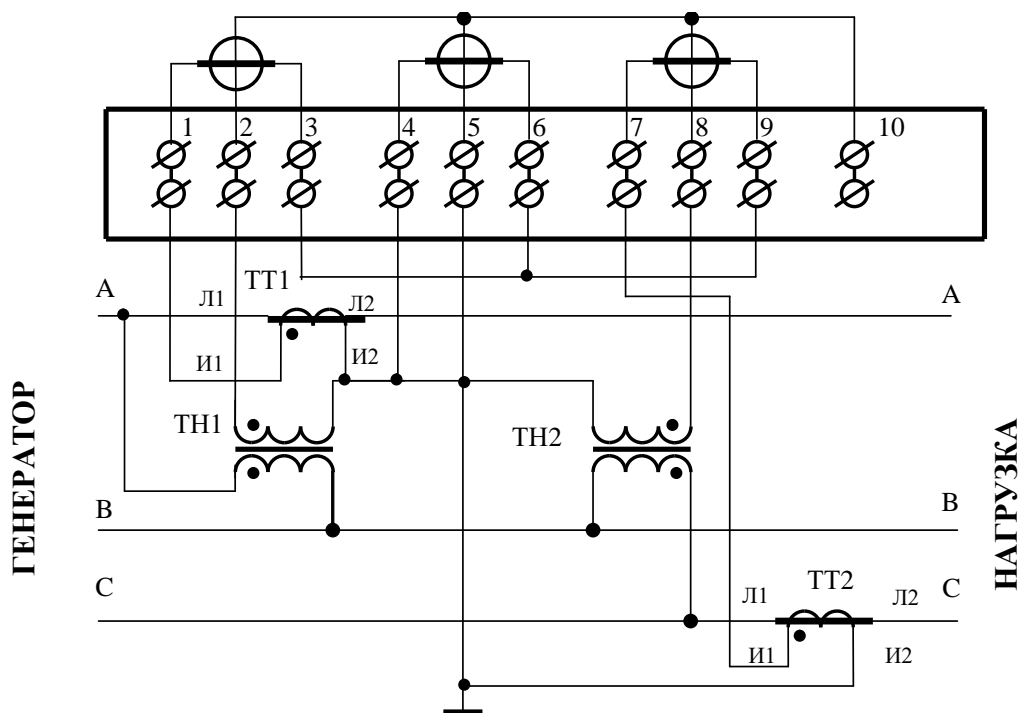 1 2 3 4 5 6 7 8 9 10
ТТ1
А Л1 Л2 А
И1 И2
ТН1 ТН2
ГЕНЕРАТОР
НАГРУЗКА
В В
С ТТ2 С
Л1 Л2
И1 И2